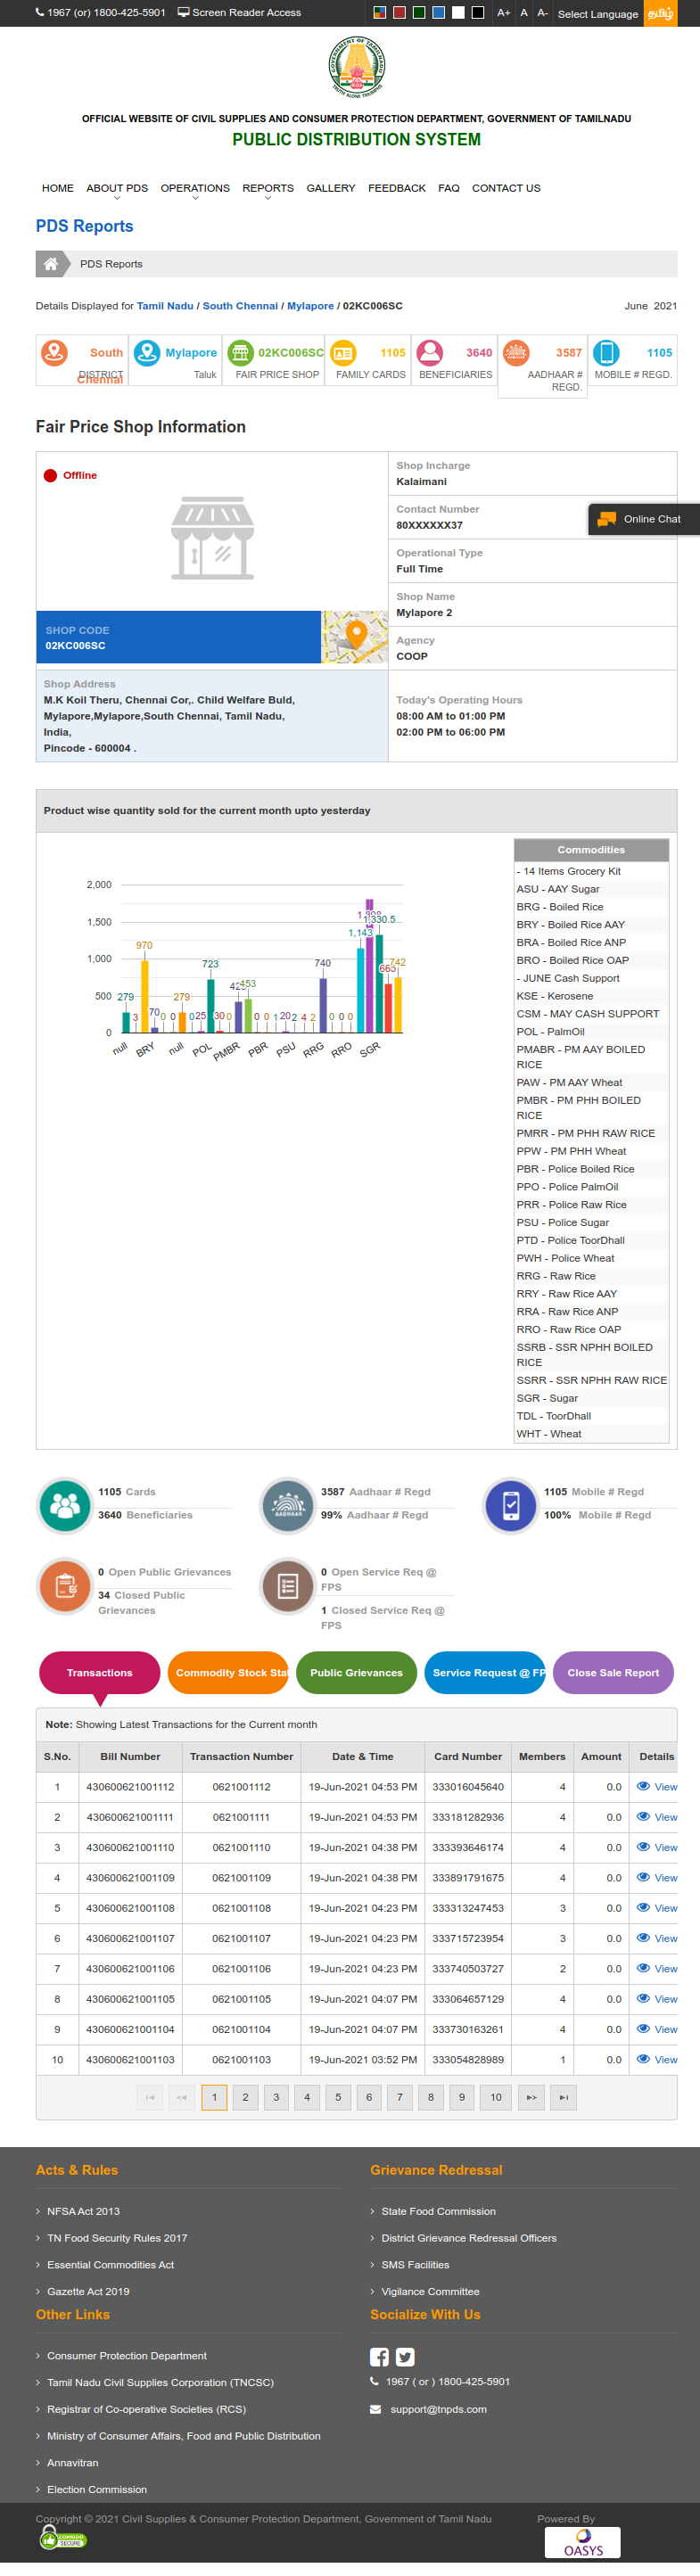 1967 (or) 1800-425-5901 Screen Reader Access A+ A A- Select Language தமிழ்
OFFICIAL WEBSITE OF CIVIL SUPPLIES AND CONSUMER PROTECTION DEPARTMENT, GOVERNMENT OF TAMILNADU
PUBLIC DISTRIBUTION SYSTEM
HOME ABOUT PDS OPERATIONS REPORTS GALLERY FEEDBACK FAQ CONTACT US
PDS Reports
PDS Reports
Details Displayed for Tamil Nadu / South Chennai / Mylapore / 02KC006SC June 2021
South Chennai
DISTRICT
Mylapore
Taluk
02KC006SC
FAIR PRICE SHOP
1105
FAMILY CARDS
3640
BENEFICIARIES
3587
AADHAAR #
REGD.
1105
MOBILE # REGD.
Fair Price Shop Information
Offline
Shop Incharge
Kalaimani
Contact Number
80XXXXXX37
Online Chat
Operational Type
Full Time
Shop Name
Mylapore 2
Agency
COOP
SHOP CODE
02KC006SC
Shop Address
M.K Koil Theru, Chennai Cor,. Child Welfare Buld,
Mylapore,Mylapore,South Chennai, Tamil Nadu,
India,
Pincode - 600004 .
Today's Operating Hours
08:00 AM to 01:00 PM
02:00 PM to 06:00 PM
Product wise quantity sold for the current month upto yesterday
2,000
1,500
1,000
500
0
279 3 970 70 0 0 279 0 25 723 30 0 453 0 0 1 20 2 4 2 740 0 0 0 1,143 1,330.5 742
null BRY null POL PMBR PBR PSU RRG RRO SGR
Commodities
- 14 Items Grocery Kit
ASU - AAY Sugar
BRG - Boiled Rice
BRY - Boiled Rice AAY
BRA - Boiled Rice ANP
BRO - Boiled Rice OAP
- JUNE Cash Support
KSE - Kerosene
CSM - MAY CASH SUPPORT
POL - PalmOil
PMABR - PM AAY BOILED
RICE
PAW - PM AAY Wheat
PMBR - PM PHH BOILED
RICE
PMRR - PM PHH RAW RICE
PPW - PM PHH Wheat
PBR - Police Boiled Rice
PPO - Police PalmOil
PRR - Police Raw Rice
PSU - Police Sugar
PTD - Police ToorDhall
PWH - Police Wheat
RRG - Raw Rice
RRY - Raw Rice AAY
RRA - Raw Rice ANP
RRO - Raw Rice OAP
SSRB - SSR NPHH BOILED
RICE
SSRR - SSR NPHH RAW RICE
SGR - Sugar
TDL - ToorDhall
WHT - Wheat
1105 Cards
3640 Beneficiaries
AADHAAR
3587 Aadhaar # Regd
99% Aadhaar # Regd
1105 Mobile # Regd
100% Mobile # Regd
0 Open Public Grievances
34 Closed Public
Grievances
0 Open Service Req @
FPS
1 Closed Service Req @
FPS
Transactions Commodity Stock Stat Public Grievances Service Request @ FP Close Sale Report
Note: Showing Latest Transactions for the Current month
S.No. Bill Number Transaction Number Date & Time Card Number Members Amount Details
1 430600621001112 0621001112 19-Jun-2021 04:53 PM 333016045640 4 0.0 View
2 430600621001111 0621001111 19-Jun-2021 04:53 PM 333181282936 4 0.0 View
3 430600621001110 0621001110 19-Jun-2021 04:38 PM 333393646174 4 0.0 View
4 430600621001109 0621001109 19-Jun-2021 04:38 PM 333891791675 4 0.0 View
5 430600621001108 0621001108 19-Jun-2021 04:23 PM 333313247453 3 0.0 View
6 430600621001107 0621001107 19-Jun-2021 04:23 PM 333715723954 3 0.0 View
7 430600621001106 0621001106 19-Jun-2021 04:23 PM 333740503727 2 0.0 View
8 430600621001105 0621001105 19-Jun-2021 04:07 PM 333064657129 4 0.0 View
9 430600621001104 0621001104 19-Jun-2021 04:07 PM 333730163261 4 0.0 View
10 430600621001103 0621001103 19-Jun-2021 03:52 PM 333054828989 1 0.0 View
1 2 3 4 5 6 7 8 9 10
Acts & Rules
NFSA Act 2013
TN Food Security Rules 2017
Essential Commodities Act
Gazette Act 2019
Grievance Redressal
State Food Commission
District Grievance Redressal Officers
SMS Facilities
Vigilance Committee
Other Links
Consumer Protection Department
Tamil Nadu Civil Supplies Corporation (TNCSC)
Registrar of Co-operative Societies (RCS)
Ministry of Consumer Affairs, Food and Public Distribution
Annavitran
Election Commission
Socialize With Us
1967 ( or ) 1800-425-5901
support@tnpds.com
Copyright © 2021 Civil Supplies & Consumer Protection Department, Government of Tamil Nadu Powered By
COMODO
SECURE
OASYS